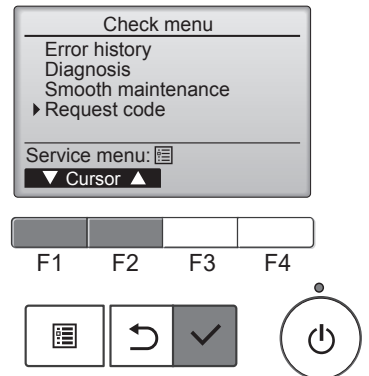 Check menu
Error history
Diagnosis
Smooth maintenance
Request code
Service menu:
Cursor
F1 F2 F3 F4